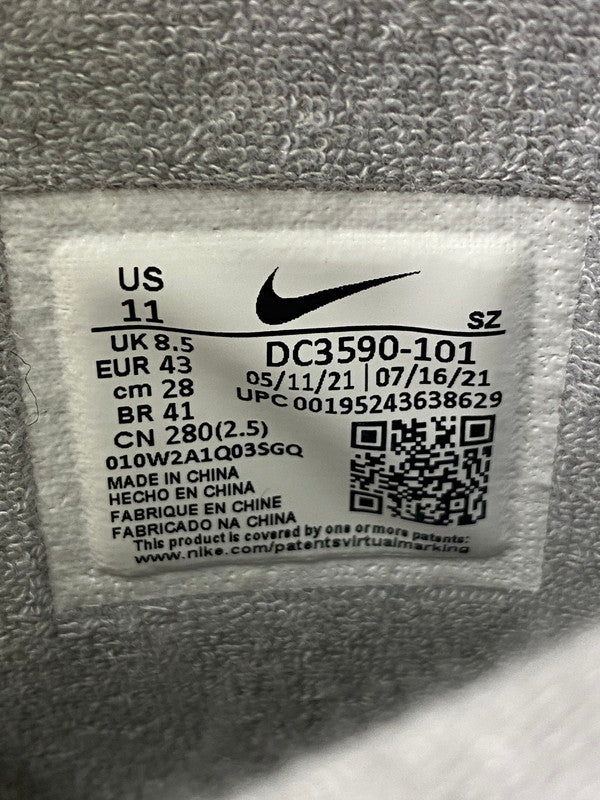 US
11
SZ
UK 8.5
EUR 43
cm 28
BR 41
CN 280(2.5)
010W2A1Q03SGQ
DC3590-101
05/11/21 | 07/16/21
UPC 00195243638629
MADE IN CHINA
HECHO EN CHINA
FABRIQUE EN CHINE
FABRICADO NA CHINA
This product is covered by one or more patents:
www.nike.com/patentsvirtualmarking